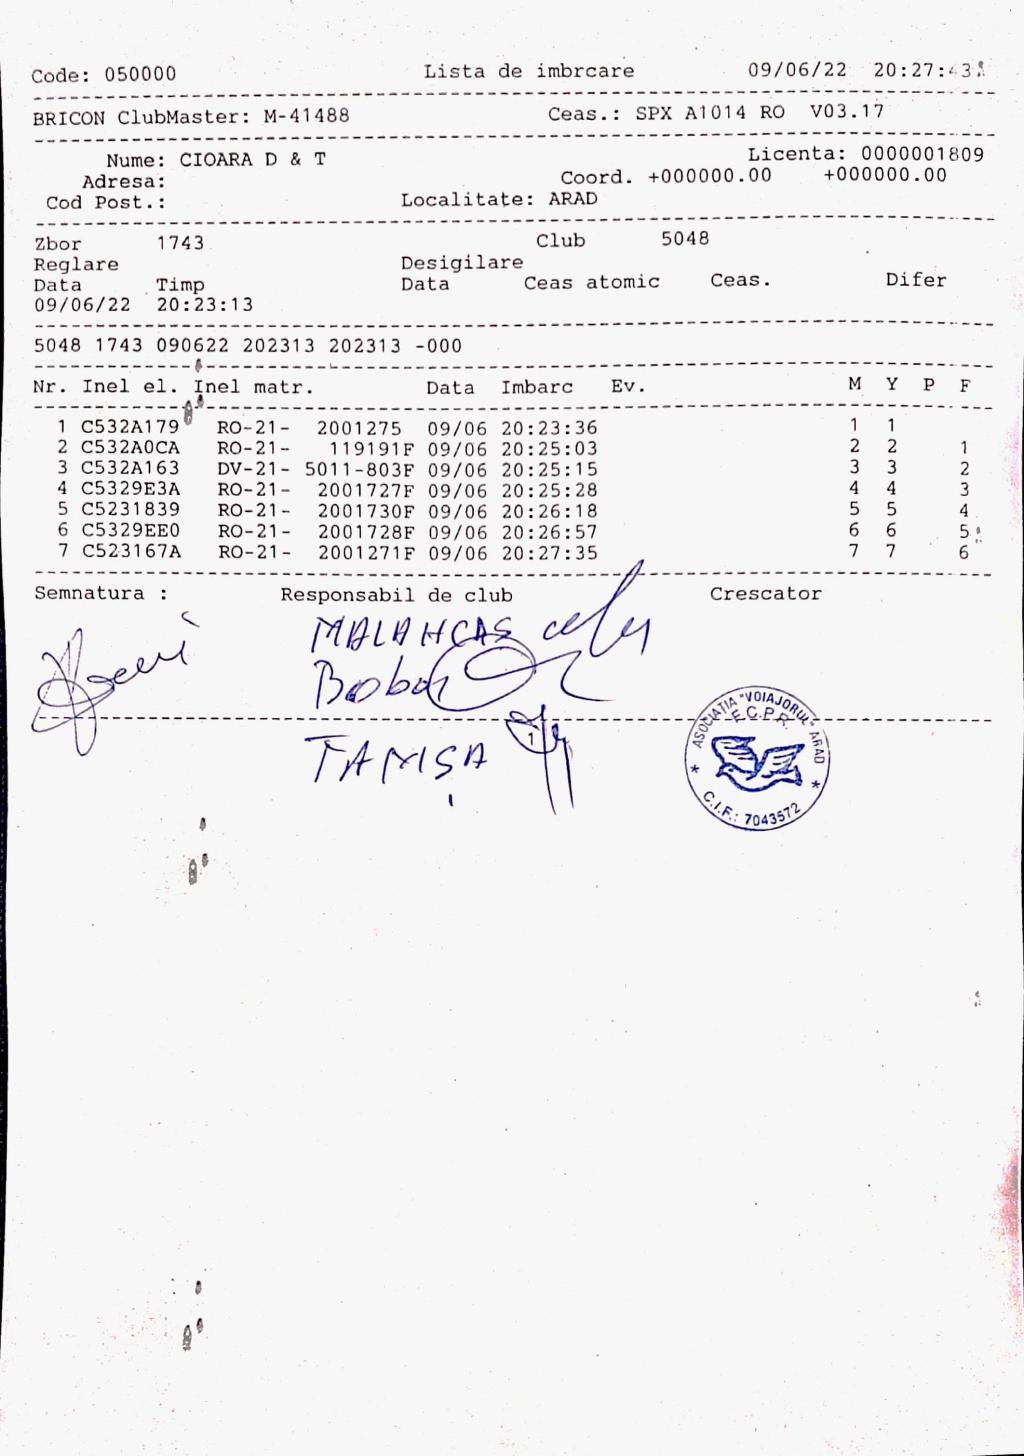 Code: 050000 Lista de imbrcare 09/06/22 20:27:43
BRICON ClubMaster: M-41488 Ceas.: SPX A1014 RO V03.17
Nume: CIOARA D & T Licenta: 0000001809
Adresa: Coord. +000000.00 +000000.00
Cod Post.: Localitate: ARAD
Zbor 1743 Club 5048
Reglare Desigilare
Data Timp Data Ceas atomic Ceas. Difer
09/06/22 20:23:13
5048 1743 090622 202313 202313 -000
Nr. Inel el. Inel matr. Data Imbarc Ev. M Y P F
1 C532A179 RO-21- 2001275 09/06 20:23:36 1 1
2 C532A0CA RO-21- 119191F 09/06 20:25:03 2 2 1
3 C532A163 DV-21- 5011-803F 09/06 20:25:15 3 3 2
4 C5329E3A RO-21- 2001727F 09/06 20:25:28 4 4 3
5 C5231839 RO-21- 2001730F 09/06 20:26:18 5 5 4
6 C5329EE0 RO-21- 2001728F 09/06 20:26:57 6 6 5
7 C523167A RO-21- 2001271F 09/06 20:27:35 7 7 6
Semnatura : Responsabil de club Crescator
MALANCAS
TAMȘA
1
ASOCIATIA "VOIAJORUL" ARAD
F.C.P.R.
C.I.F.: 7043572